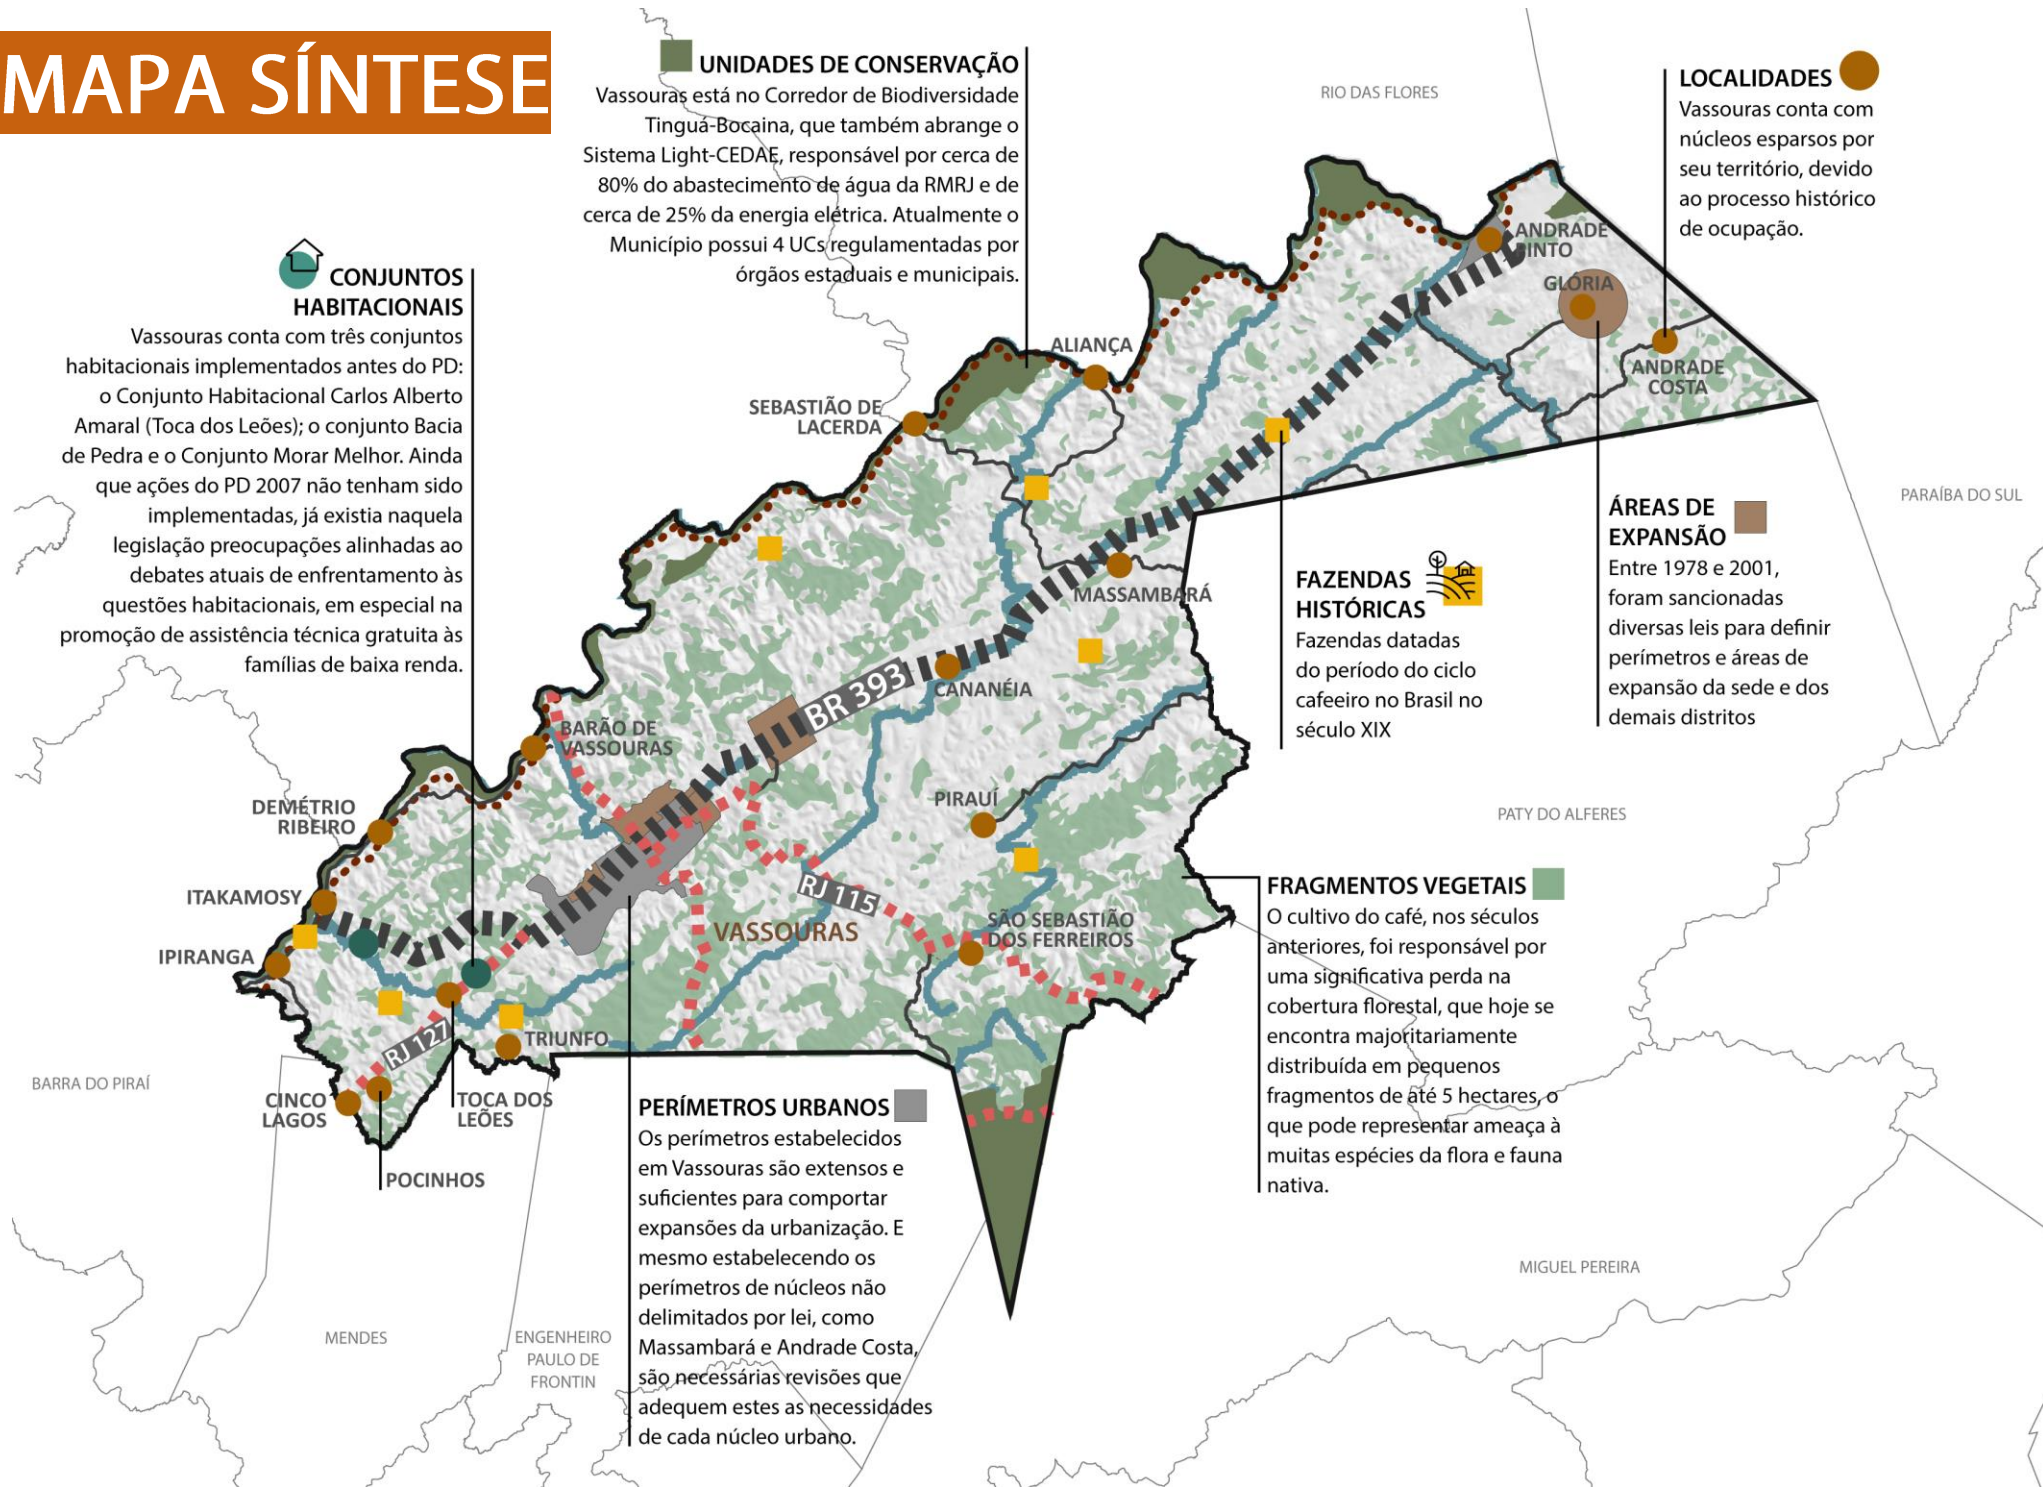 MAPA SÍNTESE
UNIDADES DE CONSERVAÇÃO
Vassouras está no Corredor de Biodiversidade
Tinguá-Bocaina, que também abrange o
Sistema Light-CEDAE, responsável por cerca de
80% do abastecimento de água da RMRJ e de
cerca de 25% da energia elétrica. Atualmente o
Município possui 4 UCs regulamentadas por
órgãos estaduais e municipais.
RIO DAS FLORES
LOCALIDADES
Vassouras conta com
núcleos esparsos por
seu território, devido
ao processo histórico
de ocupação.
CONJUNTOS
HABITACIONAIS
Vassouras conta com três conjuntos
habitacionais implementados antes do PD:
o Conjunto Habitacional Carlos Alberto
Amaral (Toca dos Leões); o conjunto Bacia
de Pedra e o Conjunto Morar Melhor. Ainda
que ações do PD 2007 não tenham sido
implementadas, já existia naquela
legislação preocupações alinhadas ao
debates atuais de enfrentamento às
questões habitacionais, em especial na
promoção de assistência técnica gratuita às
famílias de baixa renda.
ANDRADE
PINTO
GLÓRIA
ANDRADE
COSTA
ALIANÇA
SEBASTIÃO DE
LACERDA
PARAÍBA DO SUL
ÁREAS DE
EXPANSÃO
Entre 1978 e 2001,
foram sancionadas
diversas leis para definir
perímetros e áreas de
expansão da sede e dos
demais distritos
FAZENDAS
HISTÓRICAS
Fazendas datadas
do período do ciclo
cafeeiro no Brasil no
século XIX
MASSAMBARÁ
CANANÉIA
BR 393
BARÃO DE
VASSOURAS
DEMÉTRIO
RIBEIRO
PIRAUÍ
PATY DO ALFERES
ITAKAMOSY
RJ 115
VASSOURAS
SÃO SEBASTIÃO
DOS FERREIROS
IPIRANGA
FRAGMENTOS VEGETAIS
O cultivo do café, nos séculos
anteriores, foi responsável por
uma significativa perda na
cobertura florestal, que hoje se
encontra majoritariamente
distribuída em pequenos
fragmentos de até 5 hectares, o
que pode representar ameaça à
muitas espécies da flora e fauna
nativa.
RJ 127
TRIUNFO
BARRA DO PIRAÍ
CINCO
LAGOS
TOCA DOS
LEÕES
POCINHOS
PERÍMETROS URBANOS
Os perímetros estabelecidos
em Vassouras são extensos e
suficientes para comportar
expansões da urbanização. E
mesmo estabelecendo os
perímetros de núcleos não
delimitados por lei, como
Massambará e Andrade Costa,
são necessárias revisões que
adequem estes as necessidades
de cada núcleo urbano.
MIGUEL PEREIRA
MENDES
ENGENHEIRO
PAULO DE
FRONTIN